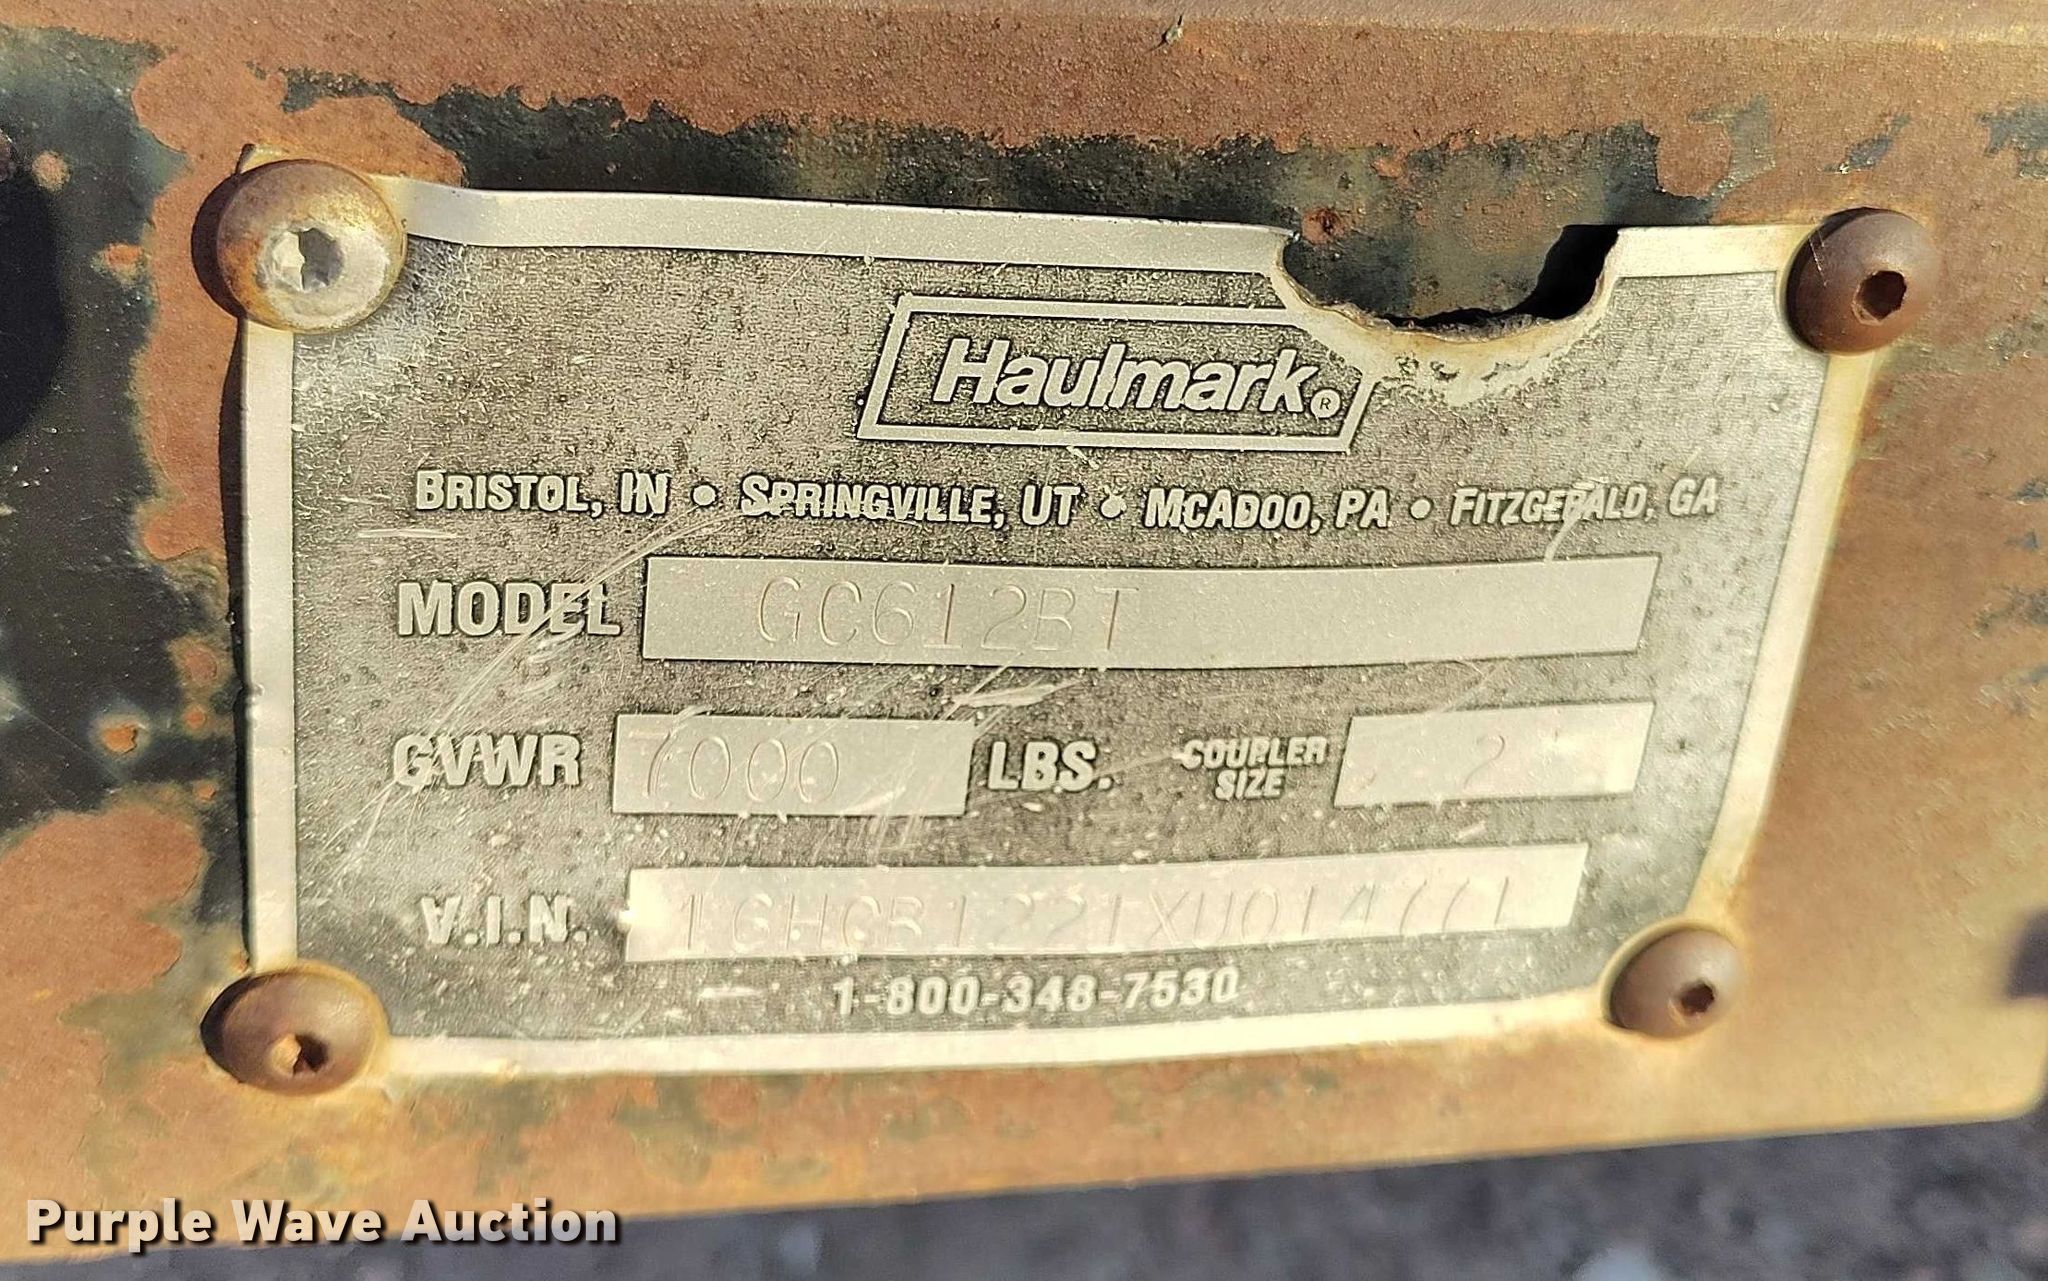 Haulmark®
BRISTOL, IN • SPRINGVILLE, UT • MCADOO, PA • FITZGERALD, GA
MODEL GC612BT
GVWR 7000 LBS. COUPLER SIZE 2
V.I.N. 16HCB1221XU014771
1-800-348-7530
Purple Wave Auction